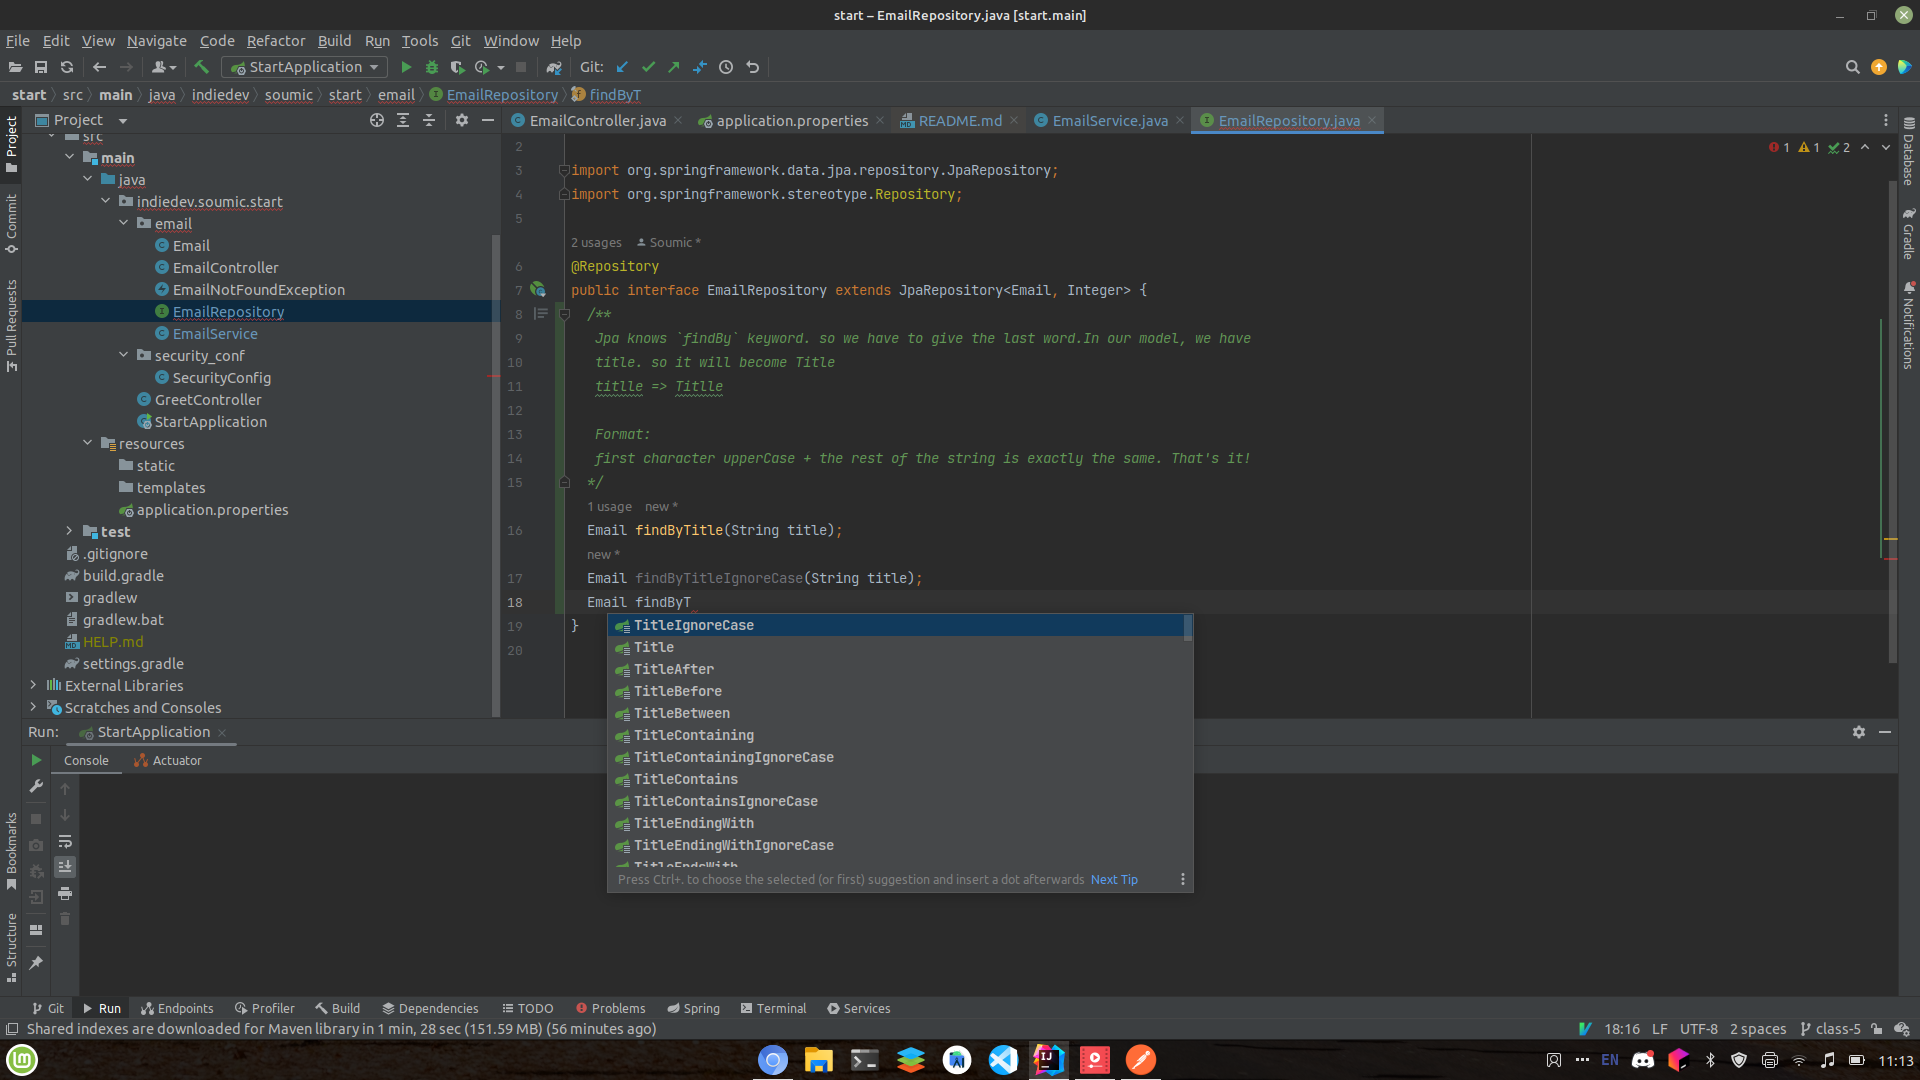 start – EmailRepository.java [start.main]
File Edit View Navigate Code Refactor Build Run Tools Git Window Help
StartApplication Git:
start src main java indiedev soumic start email EmailRepository findByT
Project
EmailController.java application.properties README.md EmailService.java EmailRepository.java
src
main
java
indiedev.soumic.start
email
Email
EmailController
EmailNotFoundException
EmailRepository
EmailService
security_conf
SecurityConfig
GreetController
StartApplication
resources
static
templates
application.properties
test
.gitignore
build.gradle
gradlew
gradlew.bat
HELP.md
settings.gradle
External Libraries
Scratches and Consoles
Project
Commit
Pull Requests
Bookmarks
Structure
1 1 2
2
3 import org.springframework.data.jpa.repository.JpaRepository;
4 import org.springframework.stereotype.Repository;
5
2 usages Soumic *
6 @Repository
7 public interface EmailRepository extends JpaRepository<Email, Integer> {
8 /**
9 Jpa knows `findBy` keyword. so we have to give the last word.In our model, we have
10 title. so it will become Title
11 titlle => Titlle
12
13 Format:
14 first character upperCase + the rest of the string is exactly the same. That's it!
15 */
1 usage new *
16 Email findByTitle(String title);
new *
17 Email findByTitleIgnoreCase(String title);
18 Email findByT
19 }
20
TitleIgnoreCase
Title
TitleAfter
TitleBefore
TitleBetween
TitleContaining
TitleContainingIgnoreCase
TitleContains
TitleContainsIgnoreCase
TitleEndingWith
TitleEndingWithIgnoreCase
TitleEndsWith
Press Ctrl+. to choose the selected (or first) suggestion and insert a dot afterwards Next Tip
Database
Gradle
Notifications
Run: StartApplication
Console Actuator
Git Run Endpoints Profiler Build Dependencies TODO Problems Spring Terminal Services
Shared indexes are downloaded for Maven library in 1 min, 28 sec (151.59 MB) (56 minutes ago)
18:16 LF UTF-8 2 spaces class-5
EN 11:13